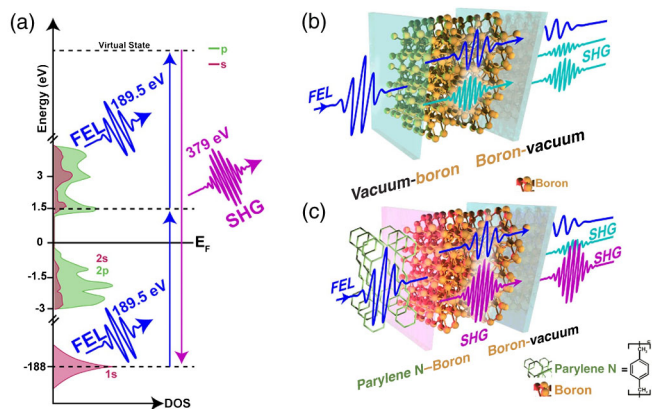 (a)
Virtual State
p
s
Energy (eV)
FEL
189.5 eV
379 eV
SHG
3
1.5
0
E_F
2s
2p
-1.5
-3
FEL
189.5 eV
-188
1s
DOS
(b)
FEL
SHG
Vacuum-boron
Boron-vacuum
Boron
(c)
FEL
SHG
SHG
SHG
Parylene N–Boron
Boron-vacuum
Parylene N =
Boron
CH₂
CH₂